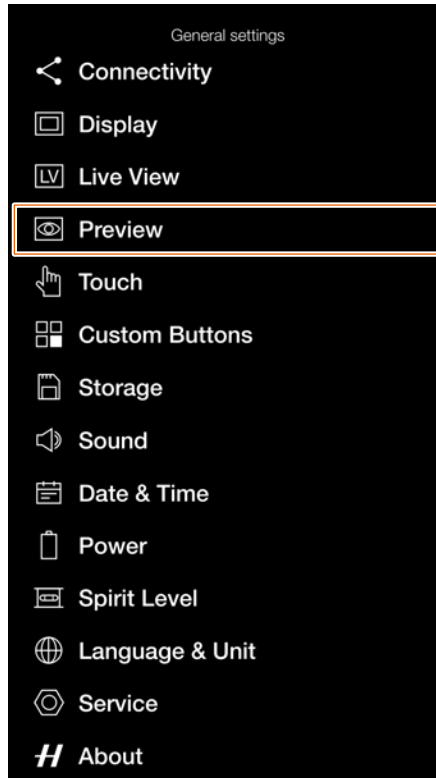 General settings
Connectivity
Display
LV Live View
Preview
Touch
Custom Buttons
Storage
Sound
Date & Time
Power
Spirit Level
Language & Unit
Service
H About